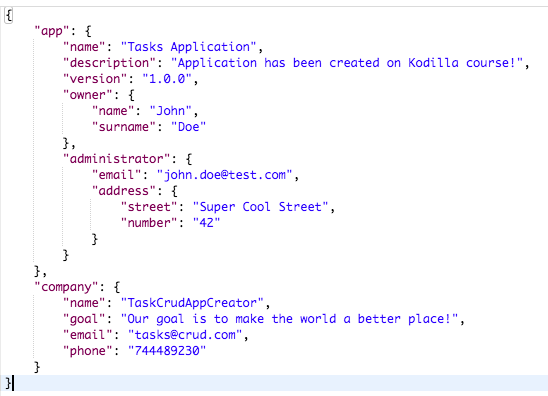 {
    "app": {
        "name": "Tasks Application",
        "description": "Application has been created on Kodilla course!",
        "version": "1.0.0",
        "owner": {
            "name": "John",
            "surname": "Doe"
        },
        "administrator": {
            "email": "john.doe@test.com",
            "address": {
                "street": "Super Cool Street",
                "number": "42"
            }
        }
    },
    "company": {
        "name": "TaskCrudAppCreator",
        "goal": "Our goal is to make the world a better place!",
        "email": "tasks@crud.com",
        "phone": "744489230"
    }
}